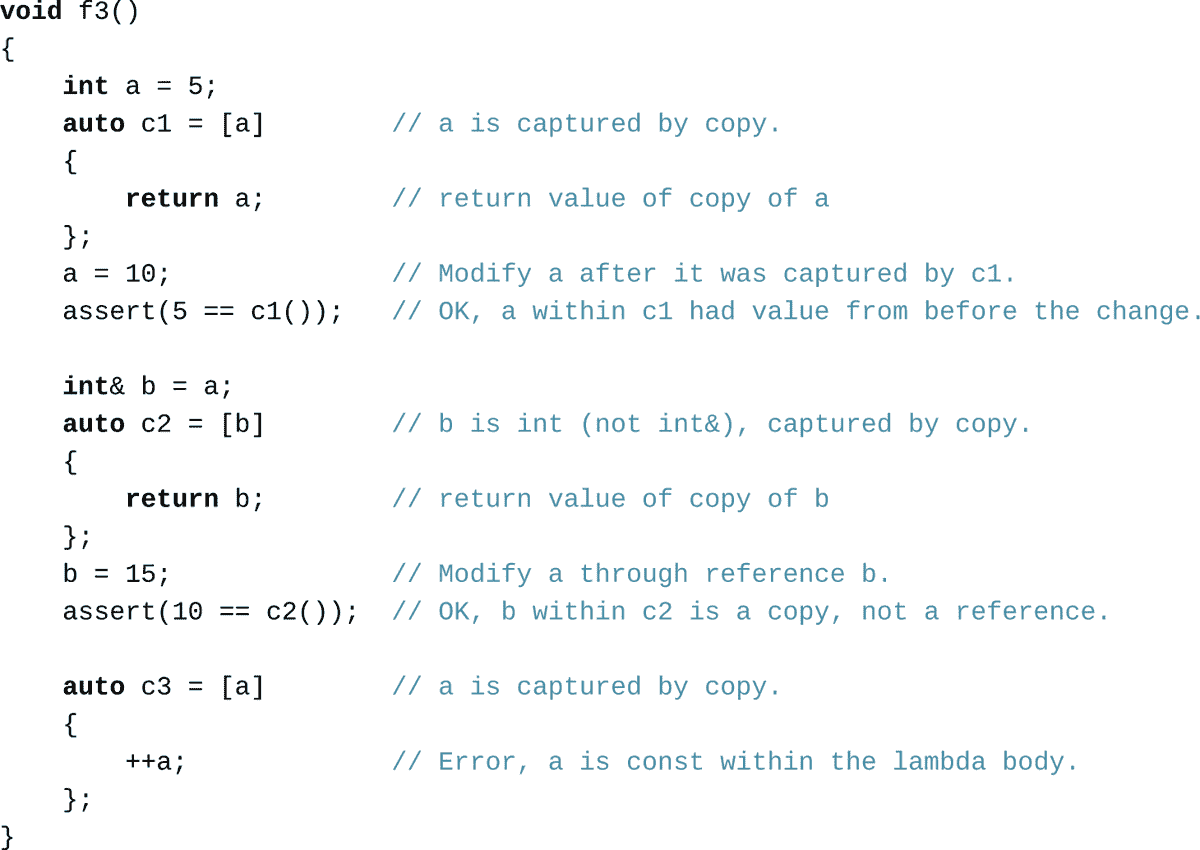 void f3()
{
    int a = 5;
    auto c1 = [a]        // a is captured by copy.
    {
        return a;        // return value of copy of a
    };
    a = 10;              // Modify a after it was captured by c1.
    assert(5 == c1());   // OK, a within c1 had value from before the change.

    int& b = a;
    auto c2 = [b]        // b is int (not int&), captured by copy.
    {
        return b;        // return value of copy of b
    };
    b = 15;              // Modify a through reference b.
    assert(10 == c2());  // OK, b within c2 is a copy, not a reference.

    auto c3 = [a]        // a is captured by copy.
    {
        ++a;             // Error, a is const within the lambda body.
    };
}